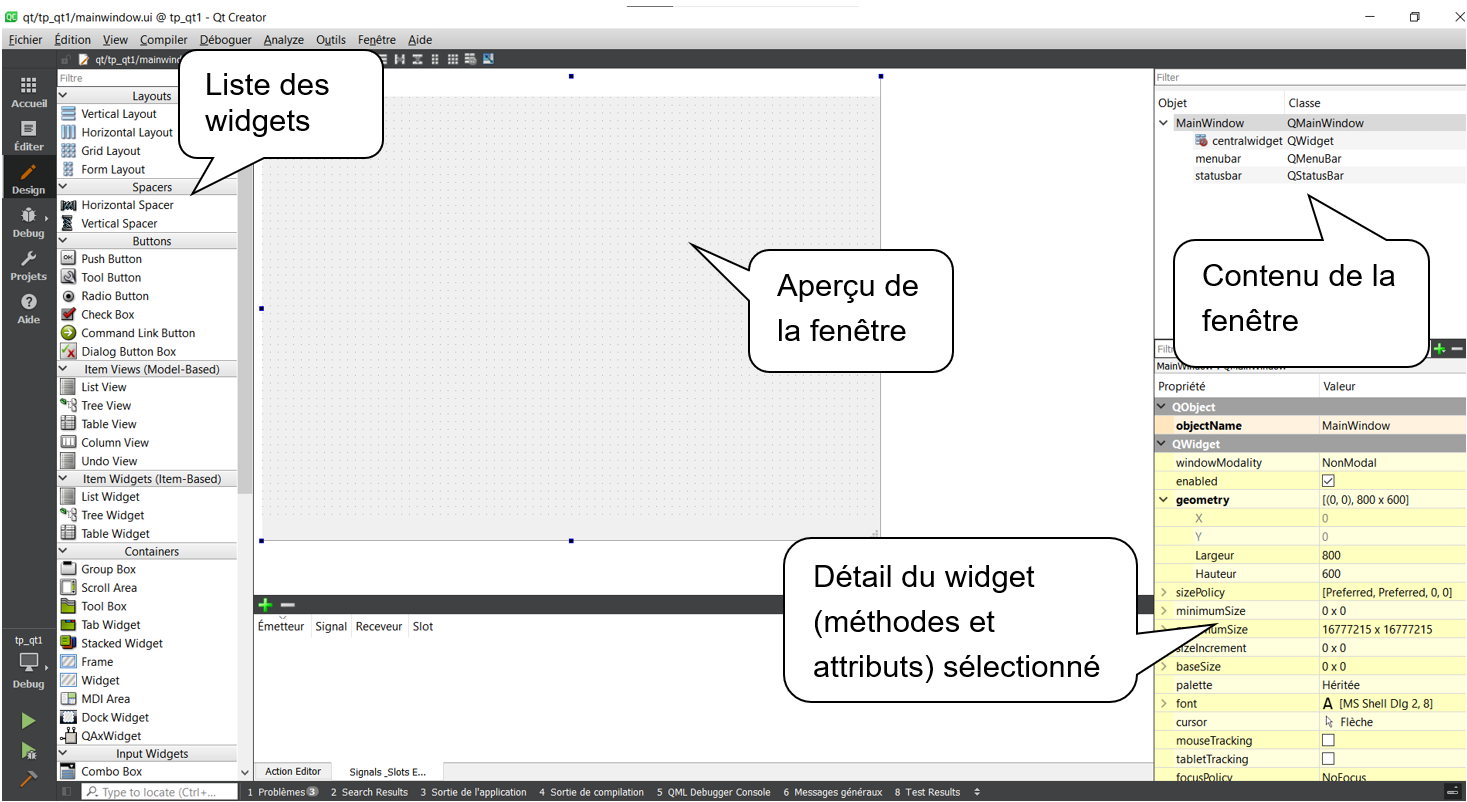 qt/tp_qt1/mainwindow.ui @ tp_qt1 - Qt Creator
Fichier Édition View Compiler Déboguer Analyze Outils Fenêtre Aide
qt/tp_qt1/mainwind
Accueil
Éditer
Design
Debug
Projets
Aide
tp_qt1
Debug
Filtre
Layouts
Vertical Layout
Horizontal Layout
Grid Layout
Form Layout
Spacers
Horizontal Spacer
Vertical Spacer
Buttons
Push Button
Tool Button
Radio Button
Check Box
Command Link Button
Dialog Button Box
Item Views (Model-Based)
List View
Tree View
Table View
Column View
Undo View
Item Widgets (Item-Based)
List Widget
Tree Widget
Table Widget
Containers
Group Box
Scroll Area
Tool Box
Tab Widget
Stacked Widget
Frame
Widget
MDI Area
Dock Widget
QAxWidget
Input Widgets
Combo Box
Liste des
widgets
Aperçu de
la fenêtre
Émetteur Signal Receveur Slot
Action Editor Signals _Slots E...
Filter
Objet Classe
MainWindow QMainWindow
centralwidget QWidget
menubar QMenuBar
statusbar QStatusBar
Contenu de la
fenêtre
Détail du widget
(méthodes et
attributs) sélectionné
Propriété Valeur
QObject
objectName MainWindow
QWidget
windowModality NonModal
enabled
geometry [(0, 0), 800 x 600]
X 0
Y 0
Largeur 800
Hauteur 600
sizePolicy [Preferred, Preferred, 0, 0]
minimumSize 0 x 0
umSize 16777215 x 16777215
sizeIncrement 0 x 0
baseSize 0 x 0
palette Héritée
font A [MS Shell Dlg 2, 8]
cursor Flèche
mouseTracking
tabletTracking
focusPolicy NoFocus
Type to locate (Ctrl+...
1 Problèmes 3 2 Search Results 3 Sortie de l'application 4 Sortie de compilation 5 QML Debugger Console 6 Messages généraux 8 Test Results